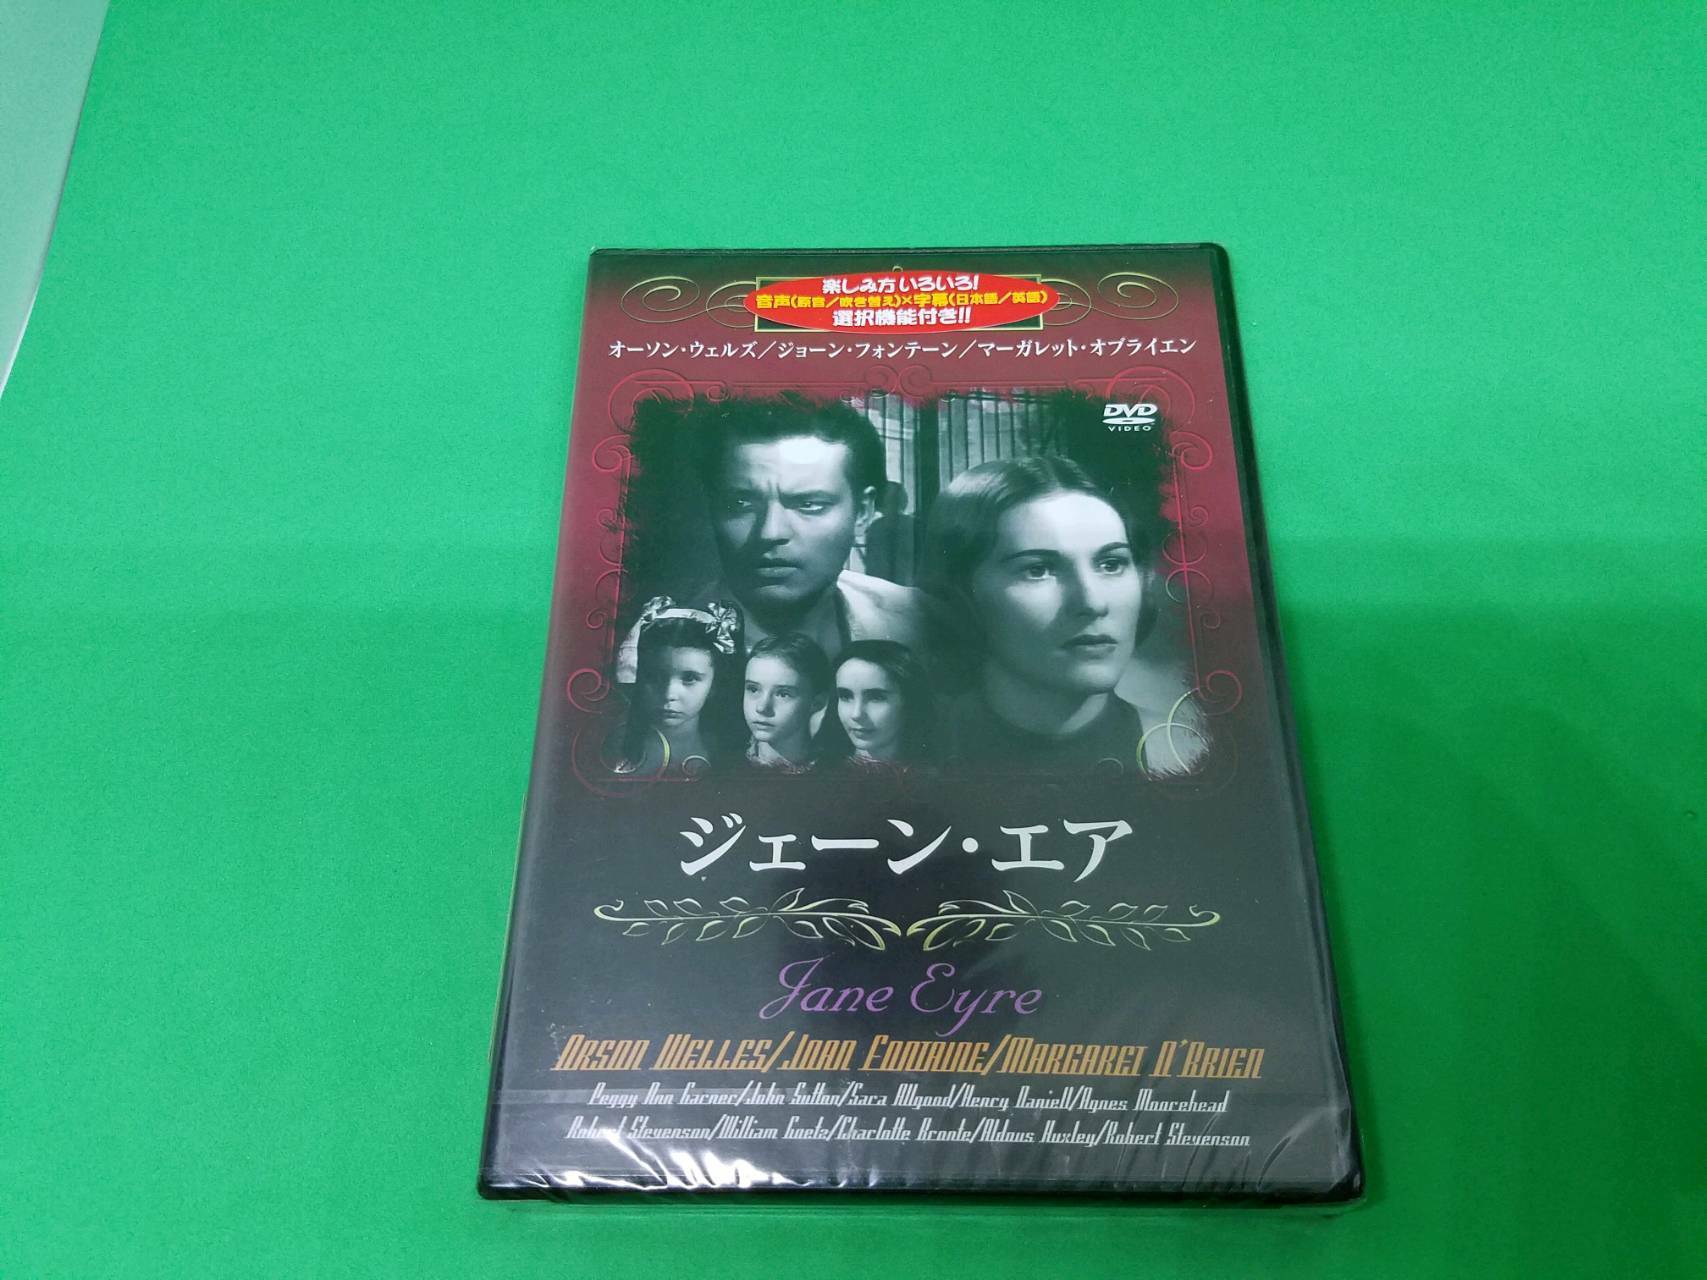 楽しみ方いろいろ!
音声(原音/吹き替え)×字幕(日本語/英語)
選択機能付き!!
オーソン・ウェルズ/ジョーン・フォンテーン/マーガレット・オブライエン
DVD
VIDEO
ジェーン・エア
Jane Eyre
ORSON WELLES/JOAN FONTAINE/MARGARET O'BRIEN
Peggy Ann Garner/John Sutton/Sara Allgood/Henry Daniell/Agnes Moorehead
Robert Stevenson/William Goetz/Charlotte Bronte/Aldous Huxley/Robert Stevenson